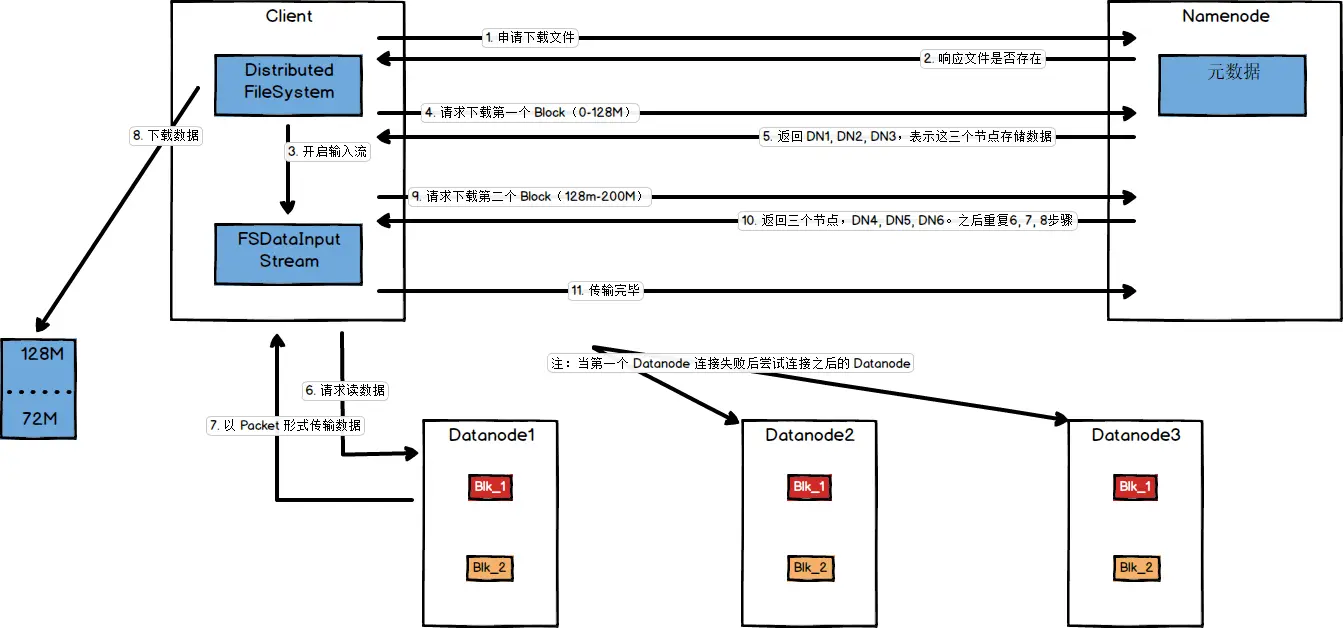 Client
Namenode
1. 申请下载文件
2. 响应文件是否存在
Distributed
FileSystem
元数据
4. 请求下载第一个 Block（0-128M）
8. 下载数据
5. 返回 DN1, DN2, DN3，表示这三个节点存储数据
3. 开启输入流
9. 请求下载第二个 Block（128m-200M）
10. 返回三个节点，DN4, DN5, DN6。之后重复6, 7, 8步骤
FSDataInput
Stream
11. 传输完毕
128M
72M
注：当第一个 Datanode 连接失败后尝试连接之后的 Datanode
6. 请求读数据
7. 以 Packet 形式传输数据
Datanode1
Datanode2
Datanode3
Blk_1
Blk_1
Blk_1
Blk_2
Blk_2
Blk_2